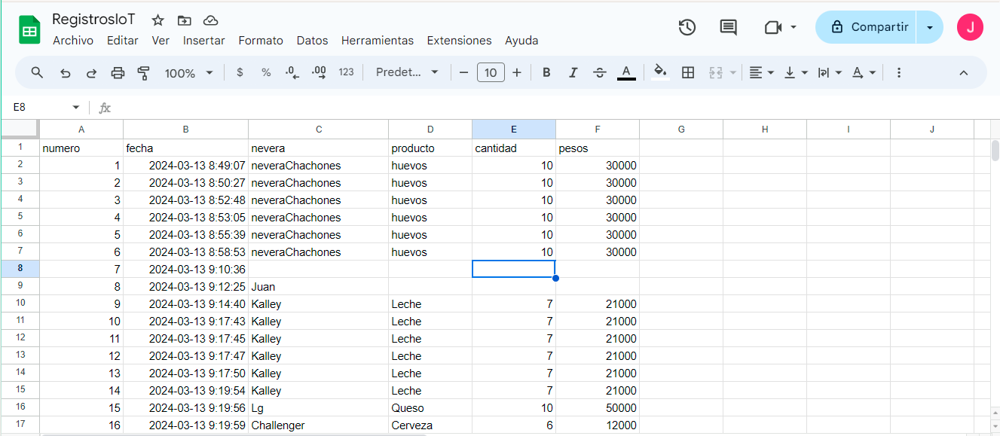 RegistrosIoT
Archivo Editar Ver Insertar Formato Datos Herramientas Extensiones Ayuda
Compartir
J
100% $ % .0 .00 123 Predet... 10 B I A A
E8 fx
A B C D E F G H I J
1 numero fecha nevera producto cantidad pesos
2 1 2024-03-13 8:49:07 neveraChachones huevos 10 30000
3 2 2024-03-13 8:50:27 neveraChachones huevos 10 30000
4 3 2024-03-13 8:52:48 neveraChachones huevos 10 30000
5 4 2024-03-13 8:53:05 neveraChachones huevos 10 30000
6 5 2024-03-13 8:55:39 neveraChachones huevos 10 30000
7 6 2024-03-13 8:58:53 neveraChachones huevos 10 30000
8 7 2024-03-13 9:10:36
9 8 2024-03-13 9:12:25 Juan
10 9 2024-03-13 9:14:40 Kalley Leche 7 21000
11 10 2024-03-13 9:17:43 Kalley Leche 7 21000
12 11 2024-03-13 9:17:45 Kalley Leche 7 21000
13 12 2024-03-13 9:17:47 Kalley Leche 7 21000
14 13 2024-03-13 9:17:50 Kalley Leche 7 21000
15 14 2024-03-13 9:19:54 Kalley Leche 7 21000
16 15 2024-03-13 9:19:56 Lg Queso 10 50000
17 16 2024-03-13 9:19:59 Challenger Cerveza 6 12000